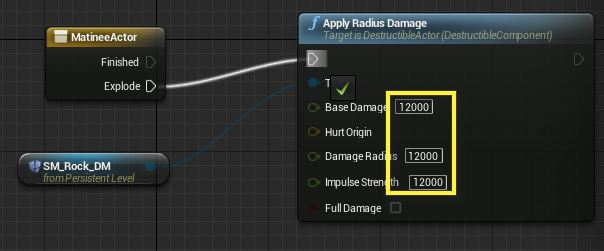 MatineeActor
Finished
Explode
SM_Rock_DM
from Persistent Level
Apply Radius Damage
Target is DestructibleActor (DestructibleComponent)
Base Damage 12000
Hurt Origin
Damage Radius 12000
Impulse Strength 12000
Full Damage